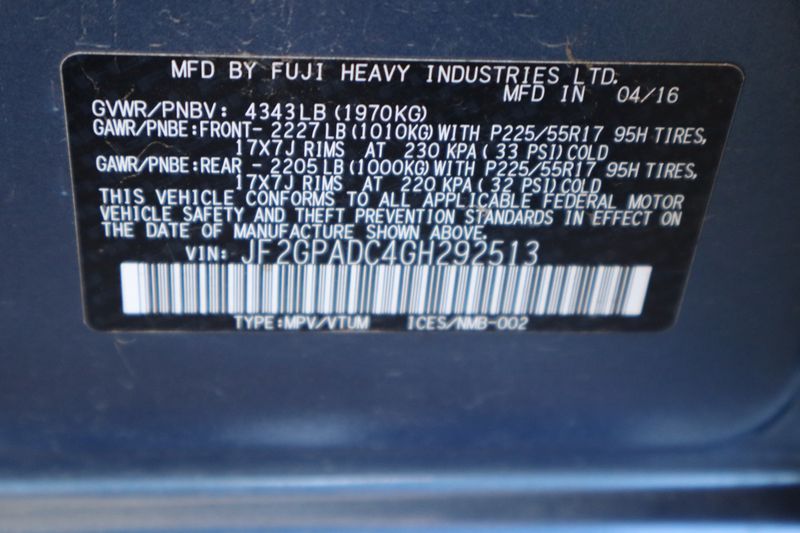 MFD BY FUJI HEAVY INDUSTRIES LTD.
MFD IN 04/16
GVWR/PNBV: 4343LB (1970KG)
GAWR/PNBE:FRONT- 2227LB (1010KG) WITH P225/55R17 95H TIRES,
17X7J RIMS AT 230 KPA ( 33 PSI) COLD
GAWR/PNBE:REAR - 2205LB (1000KG) WITH P225/55R17 95H TIRES,
17X7J RIMS AT 220 KPA ( 32 PSI) COLD
THIS VEHICLE CONFORMS TO ALL APPLICABLE FEDERAL MOTOR
VEHICLE SAFETY AND THEFT PREVENTION STANDARDS IN EFFECT ON
THE DATE OF MANUFACTURE SHOWN ABOVE.
VIN: JF2GPADC4GH292513
TYPE:MPV/VTUM ICES/NMB-002